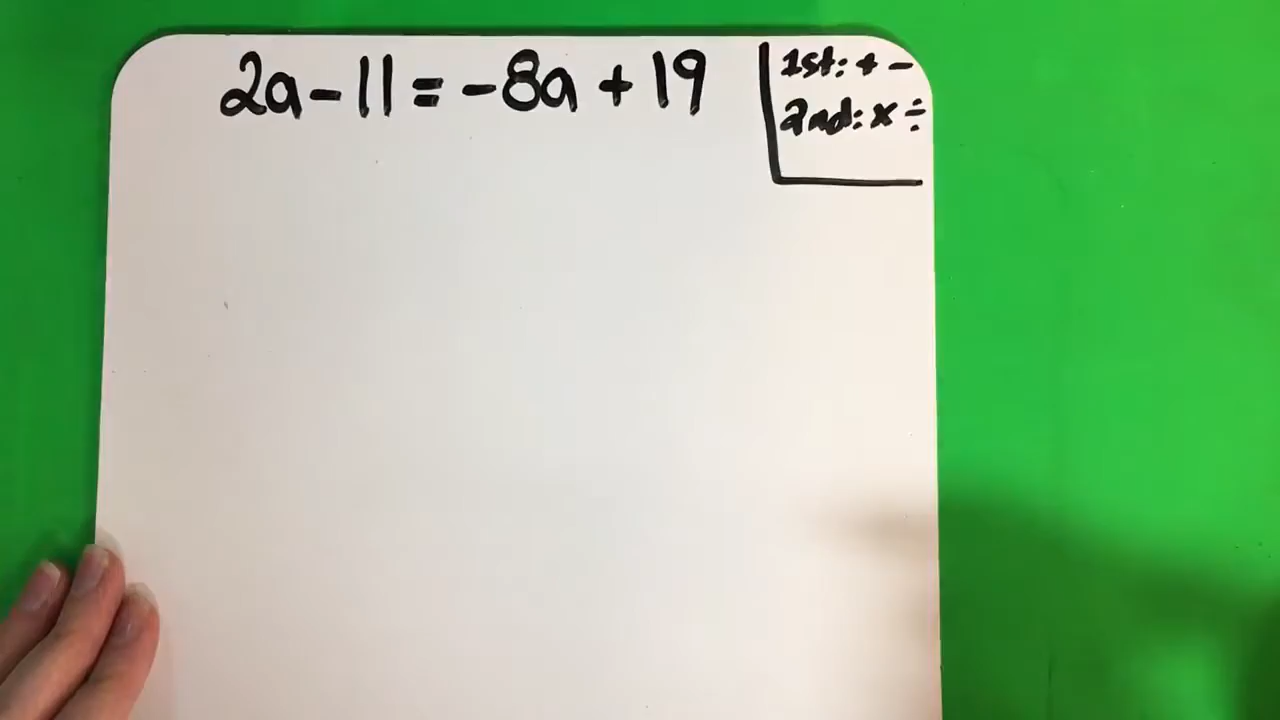 2a - 11 = -8a + 19
1st: + -
2nd: x ÷